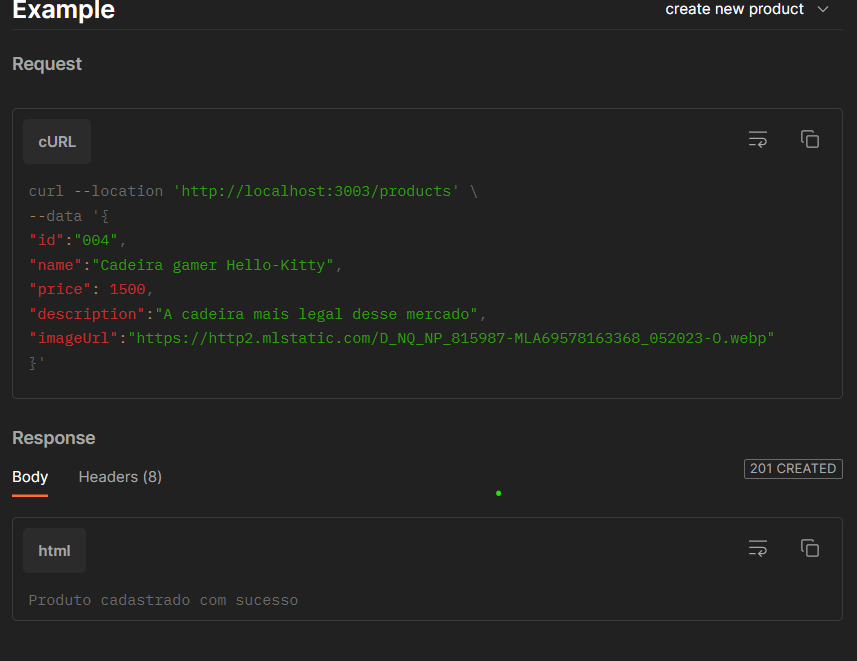 Example
create new product
Request
cURL
curl --location 'http://localhost:3003/products' \
--data '{
"id":"004",
"name":"Cadeira gamer Hello-Kitty",
"price": 1500,
"description":"A cadeira mais legal desse mercado",
"imageUrl":"https://http2.mlstatic.com/D_NQ_NP_815987-MLA69578163368_052023-O.webp"
}'
Response
Body
Headers (8)
201 CREATED
html
Produto cadastrado com sucesso